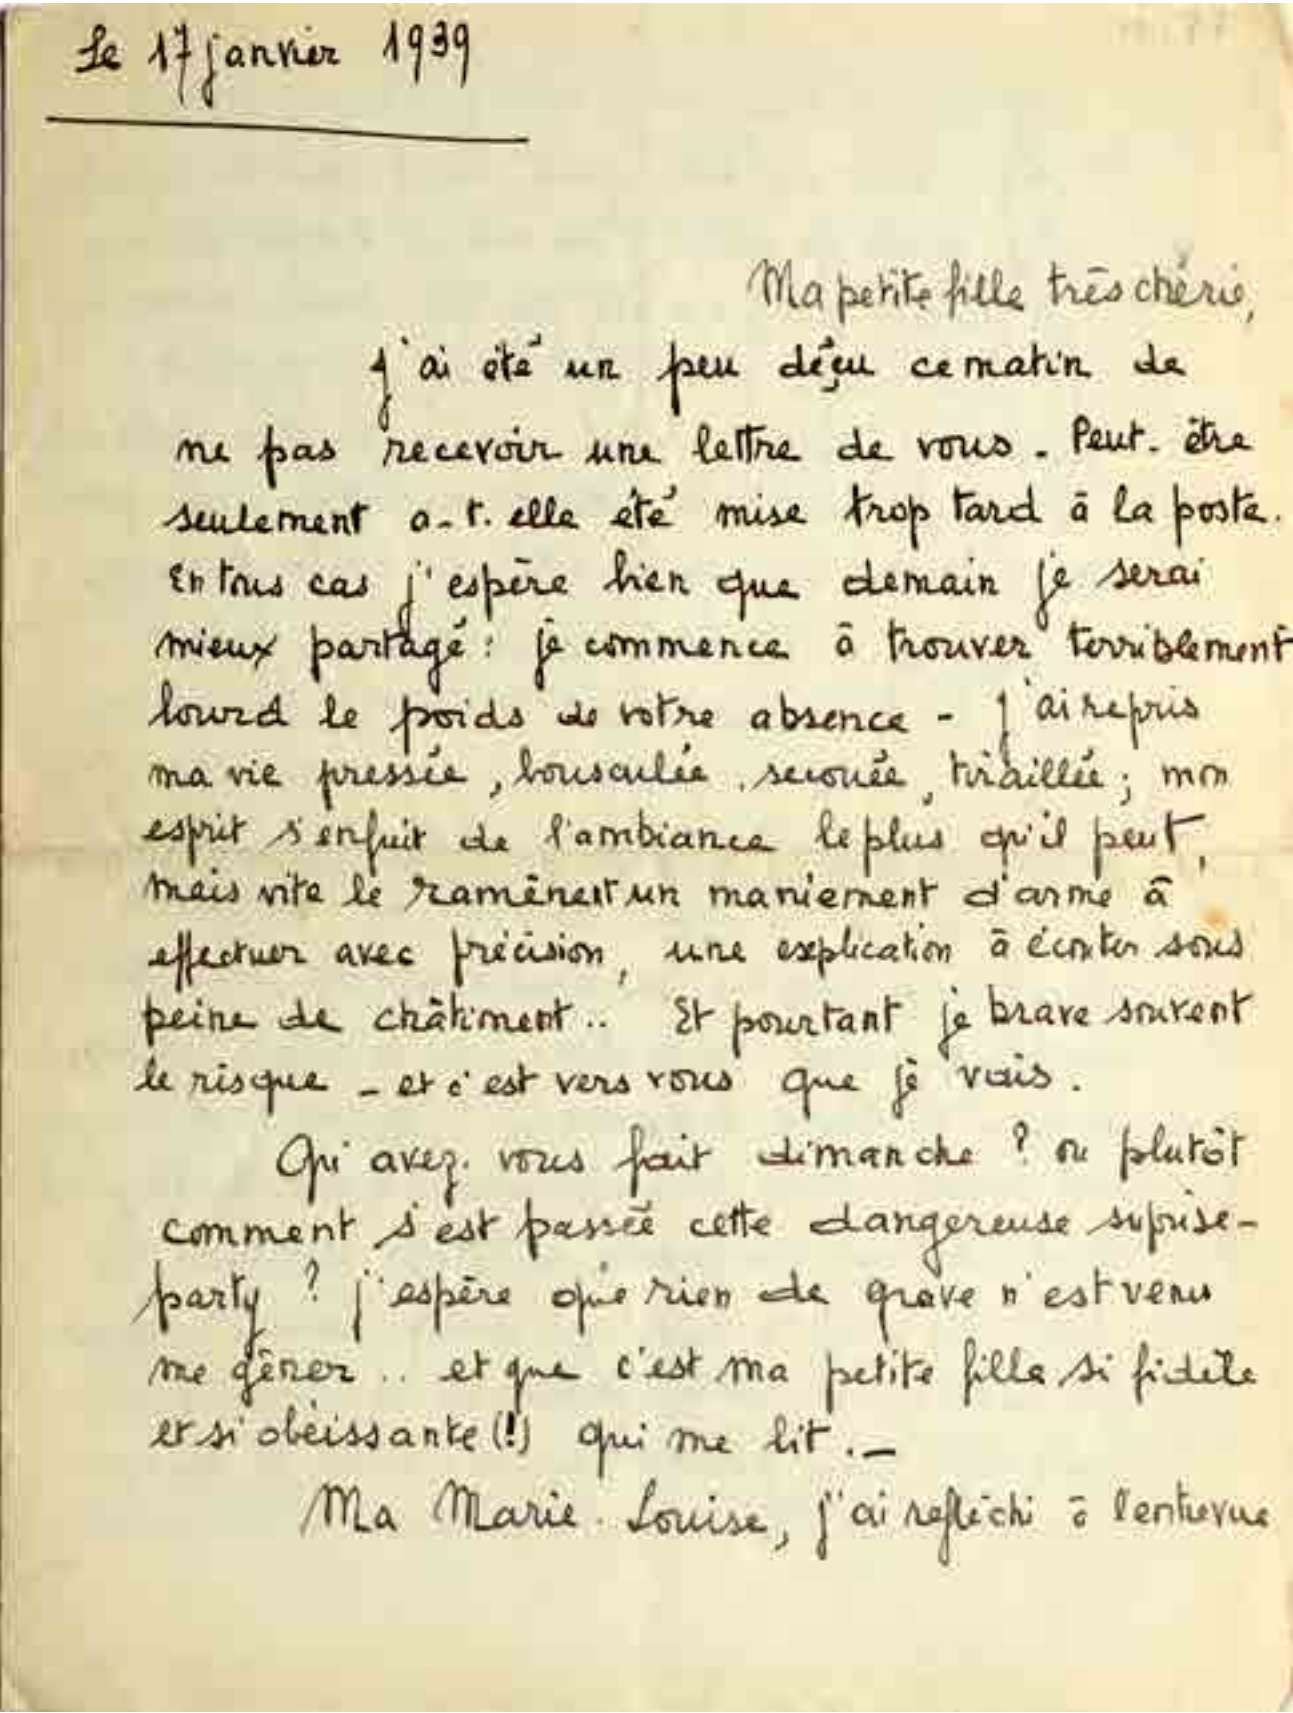 Le 17 janvier 1939
Ma petite fille très chérie,
J'ai été un peu déçu ce matin de
ne pas recevoir une lettre de vous. Peut-être
seulement a-t-elle été mise trop tard à la poste.
En tous cas j'espère bien que demain je serai
mieux partagé : je commence à trouver terriblement
lourd le poids de votre absence - J'ai repris
ma vie pressée, bousculée, secouée, tiraillée ; mon
esprit s'enfuit de l'ambiance le plus qu'il peut,
mais vite le ramènent un maniement d'arme à
effectuer avec précision, une explication à écouter sous
peine de châtiment.. Et pourtant je brave souvent
le risque - et c'est vers vous que je vais.
Qu'avez-vous fait dimanche ? ou plutôt
comment s'est passée cette dangereuse suprise-
party ? J'espère que rien de grave n'est venu
me gêner .. et que c'est ma petite fille si fidèle
et si obéissante (!) qui me lit. -
Ma Marie-Louise, j'ai refléchi à l'entrevue